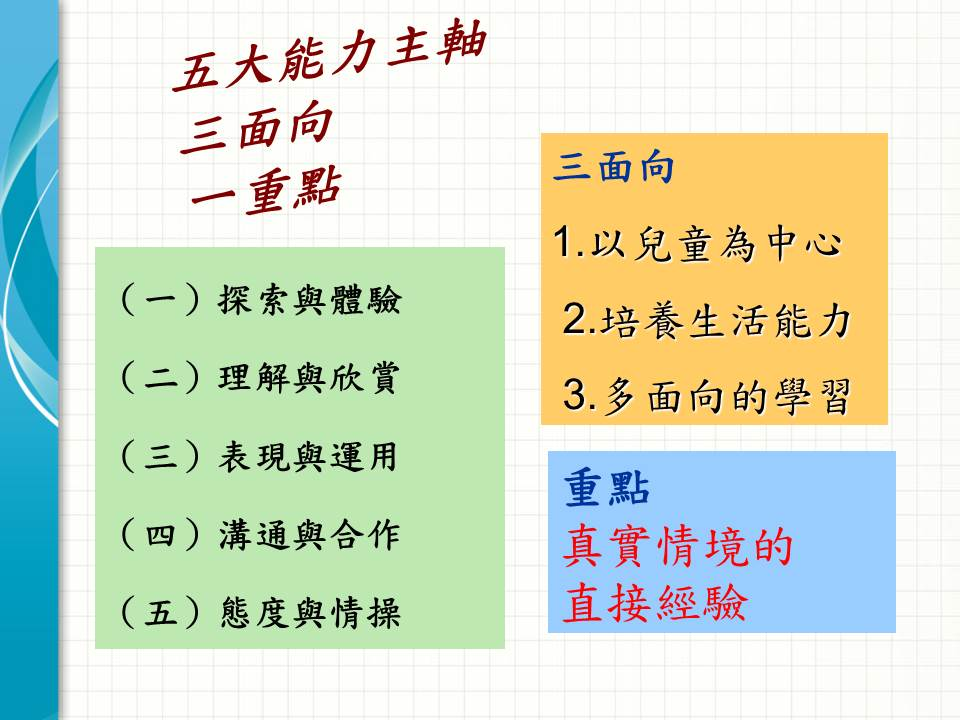 五大能力主軸
三面向
一重點
（一）探索與體驗
（二）理解與欣賞
（三）表現與運用
（四）溝通與合作
（五）態度與情操
三面向
1.以兒童為中心
2.培養生活能力
3.多面向的學習
重點
真實情境的
直接經驗